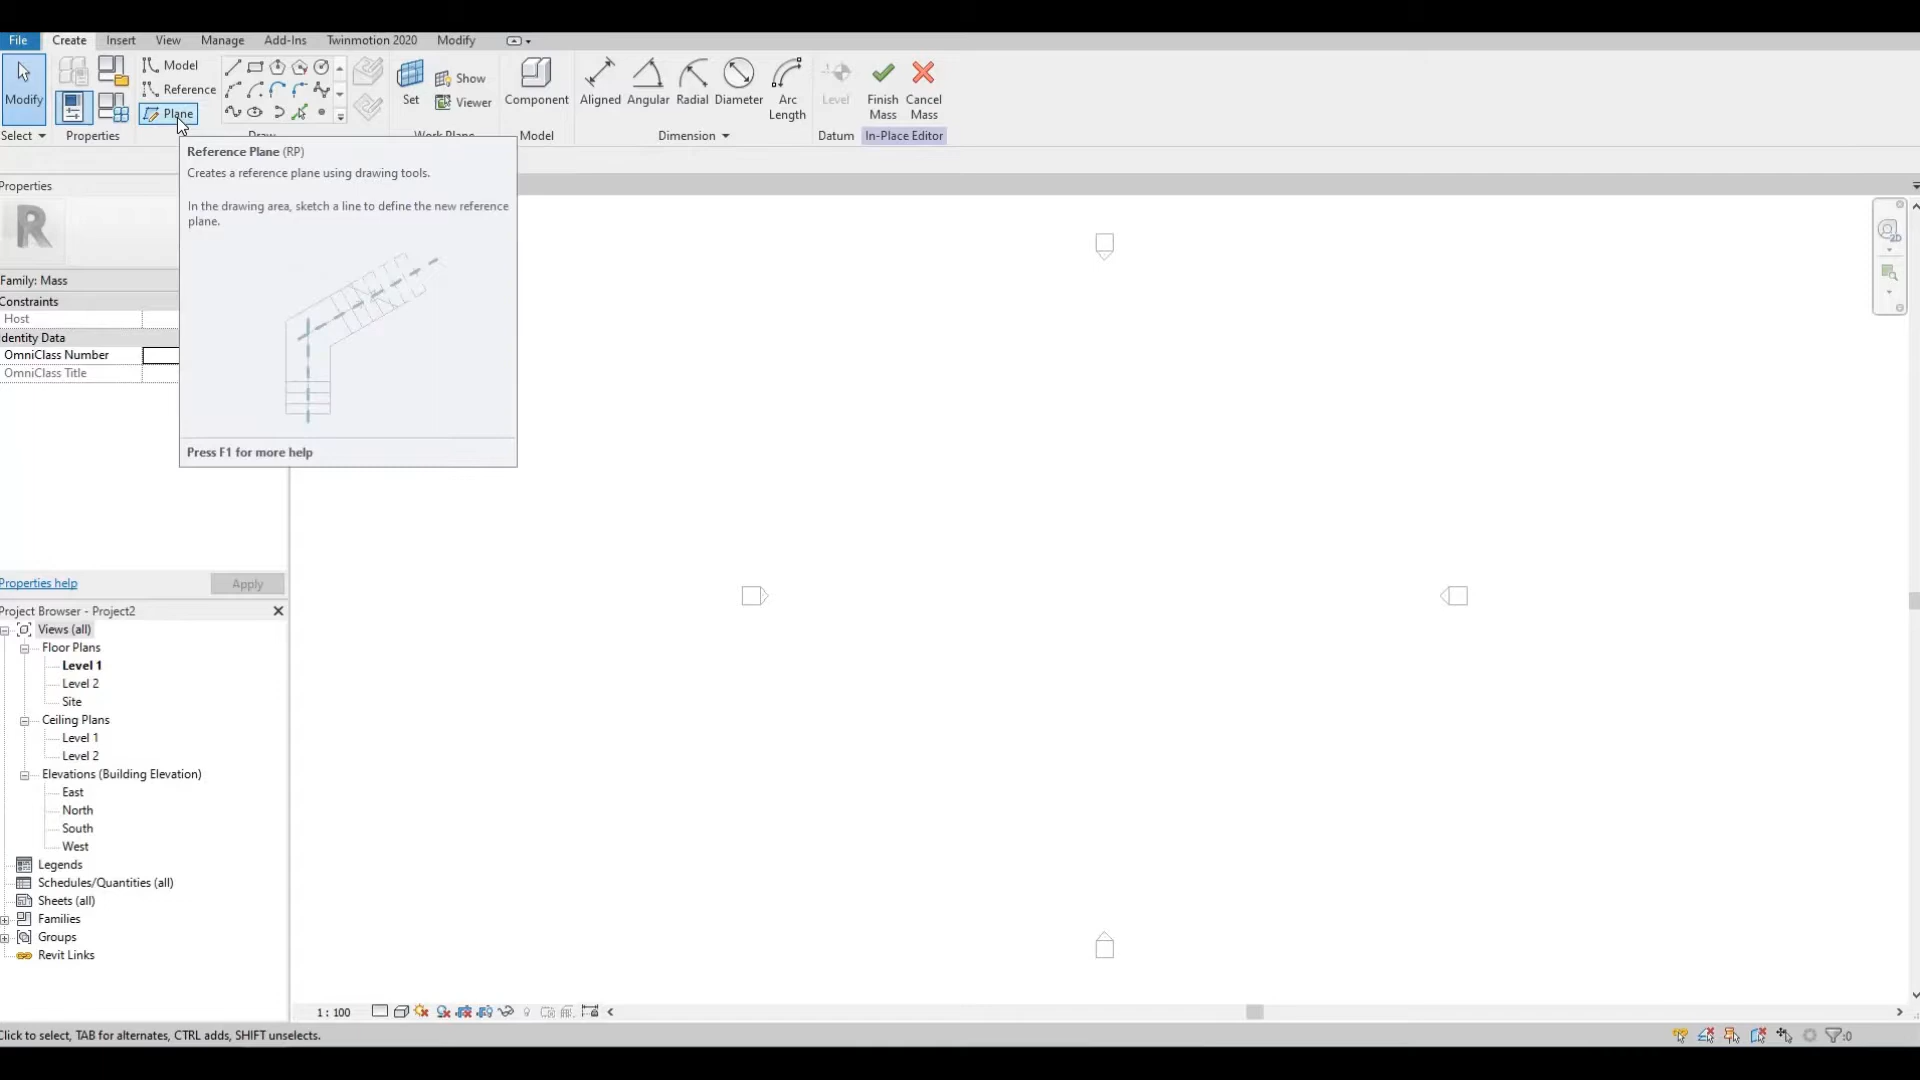 File Create Insert View Manage Add-Ins Twinmotion 2020 Modify
Modify
Model
Reference
Plane
Set
Show
Viewer
Component
Aligned Angular Radial Diameter Arc Length
Level
Finish Mass
Cancel Mass
Select Properties Draw Work Plane Model Dimension Datum In-Place Editor
Reference Plane (RP)
Creates a reference plane using drawing tools.
In the drawing area, sketch a line to define the new reference
plane.
Press F1 for more help
Properties
R
Family: Mass
Constraints
Host
Identity Data
OmniClass Number
OmniClass Title
Properties help
Apply
Project Browser - Project2
Views (all)
Floor Plans
Level 1
Level 2
Site
Ceiling Plans
Level 1
Level 2
Elevations (Building Elevation)
East
North
South
West
Legends
Schedules/Quantities (all)
Sheets (all)
Families
Groups
Revit Links
2D
1 : 100
Click to select, TAB for alternates, CTRL adds, SHIFT unselects.
:0